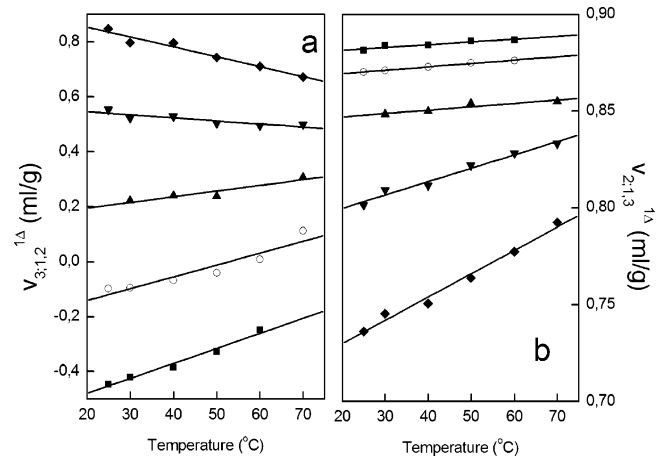 a
0,8
0,6
0,4
0,2
0,0
-0,2
-0,4
v3;1,2 1Δ (ml/g)
20 30 40 50 60 70
Temperature (°C)
b
0,90
0,85
0,80
0,75
0,70
v2;1,3 1Δ (ml/g)
20 30 40 50 60 70
Temperature (°C)